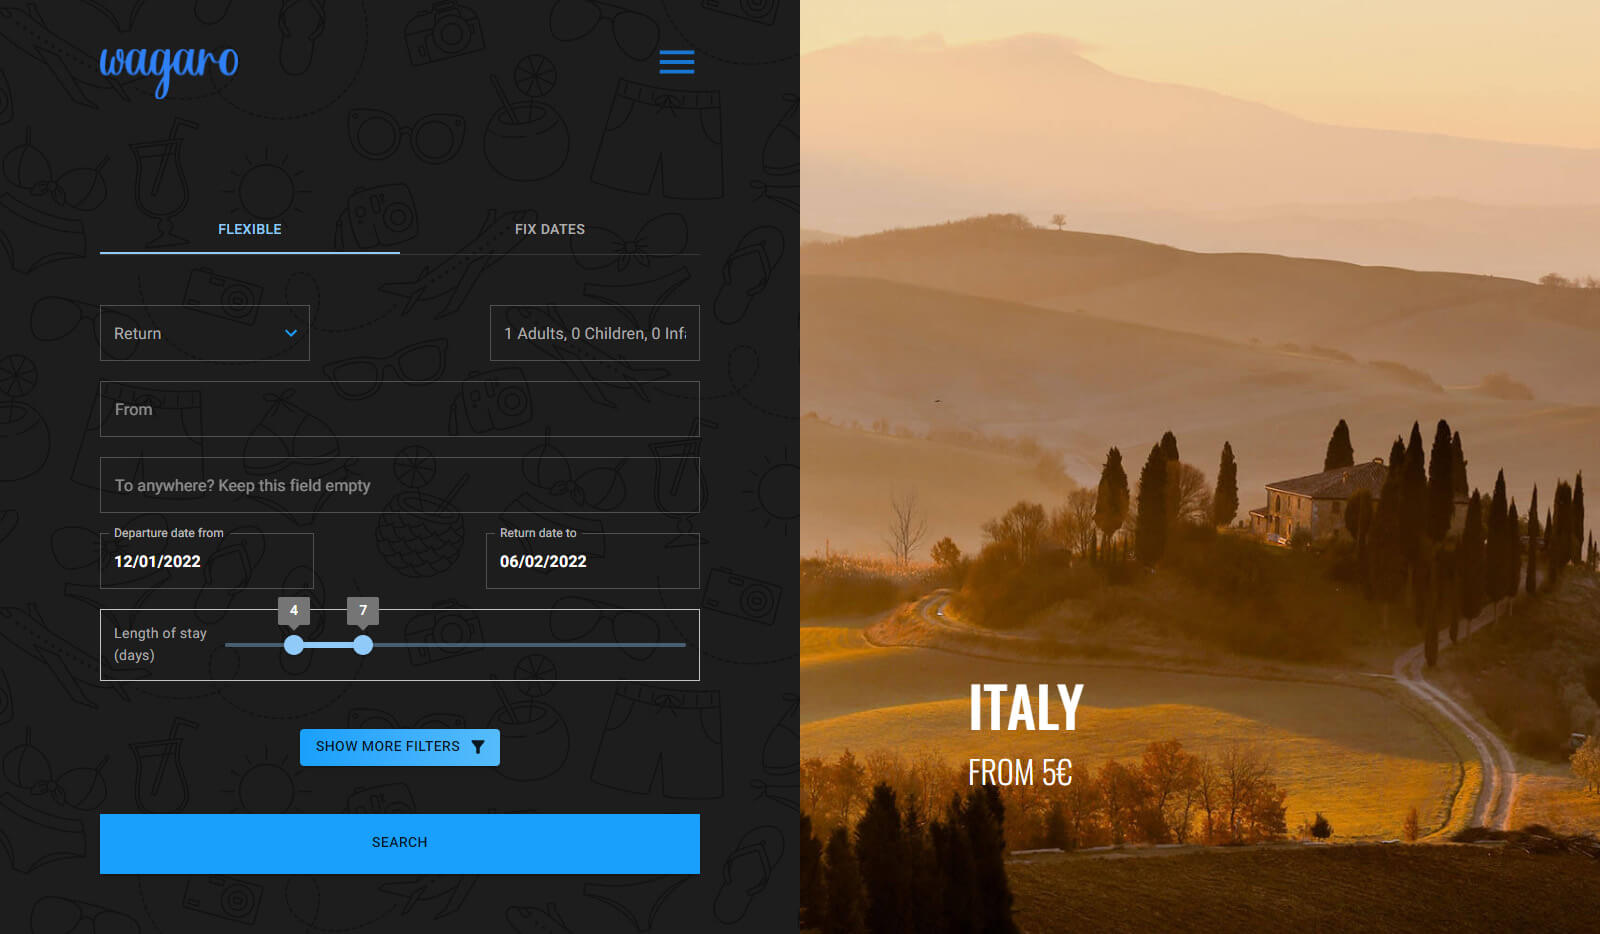 wagaro
FLEXIBLE
FIX DATES
Return
1 Adults, 0 Children, 0 Inf
From
To anywhere? Keep this field empty
Departure date from
12/01/2022
Return date to
06/02/2022
4
7
Length of stay
(days)
SHOW MORE FILTERS
SEARCH
ITALY
FROM 5€